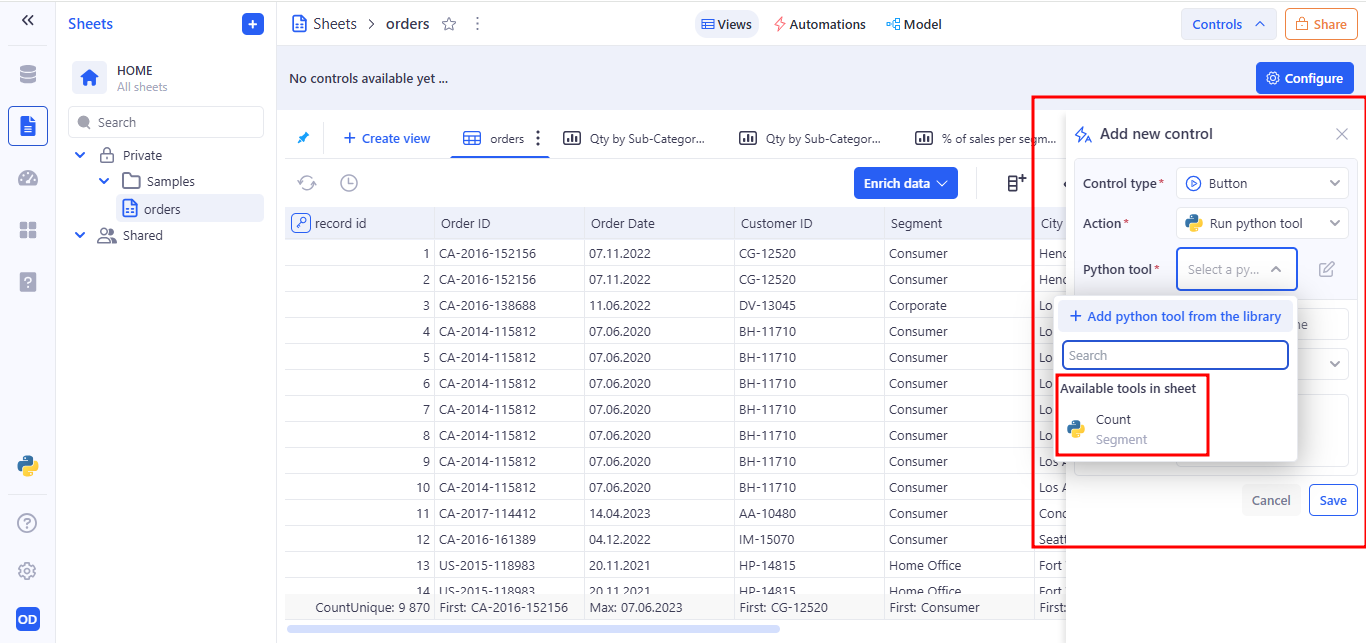 Sheets
HOME
All sheets
Search
Private
Samples
orders
Shared
OD
Sheets > orders
Views
Automations
Model
Controls
Share
No controls available yet ...
Configure
Create view
orders
Qty by Sub-Categor...
Qty by Sub-Categor...
% of sales per segm...
Enrich data
record id Order ID Order Date Customer ID Segment City
1 CA-2016-152156 07.11.2022 CG-12520 Consumer Hend
2 CA-2016-152156 07.11.2022 CG-12520 Consumer Hend
3 CA-2016-138688 11.06.2022 DV-13045 Corporate Los
4 CA-2014-115812 07.06.2020 BH-11710 Consumer Los
5 CA-2014-115812 07.06.2020 BH-11710 Consumer Los
6 CA-2014-115812 07.06.2020 BH-11710 Consumer Los
7 CA-2014-115812 07.06.2020 BH-11710 Consumer Los
8 CA-2014-115812 07.06.2020 BH-11710 Consumer Los
9 CA-2014-115812 07.06.2020 BH-11710 Consumer Los A
10 CA-2014-115812 07.06.2020 BH-11710 Consumer Los A
11 CA-2017-114412 14.04.2023 AA-10480 Consumer Conc
12 CA-2016-161389 04.12.2022 IM-15070 Consumer Seatt
13 US-2015-118983 20.11.2021 HP-14815 Home Office Fort
14 US-2015-118983 20.11.2021 HP-14815 Home Office Fort
CountUnique: 9 870 First: CA-2016-152156 Max: 07.06.2023 First: CG-12520 First: Consumer First:
Add new control
Control type* Button
Action* Run python tool
Python tool* Select a py...
+ Add python tool from the library
Search
Available tools in sheet
Count
Segment
Cancel
Save